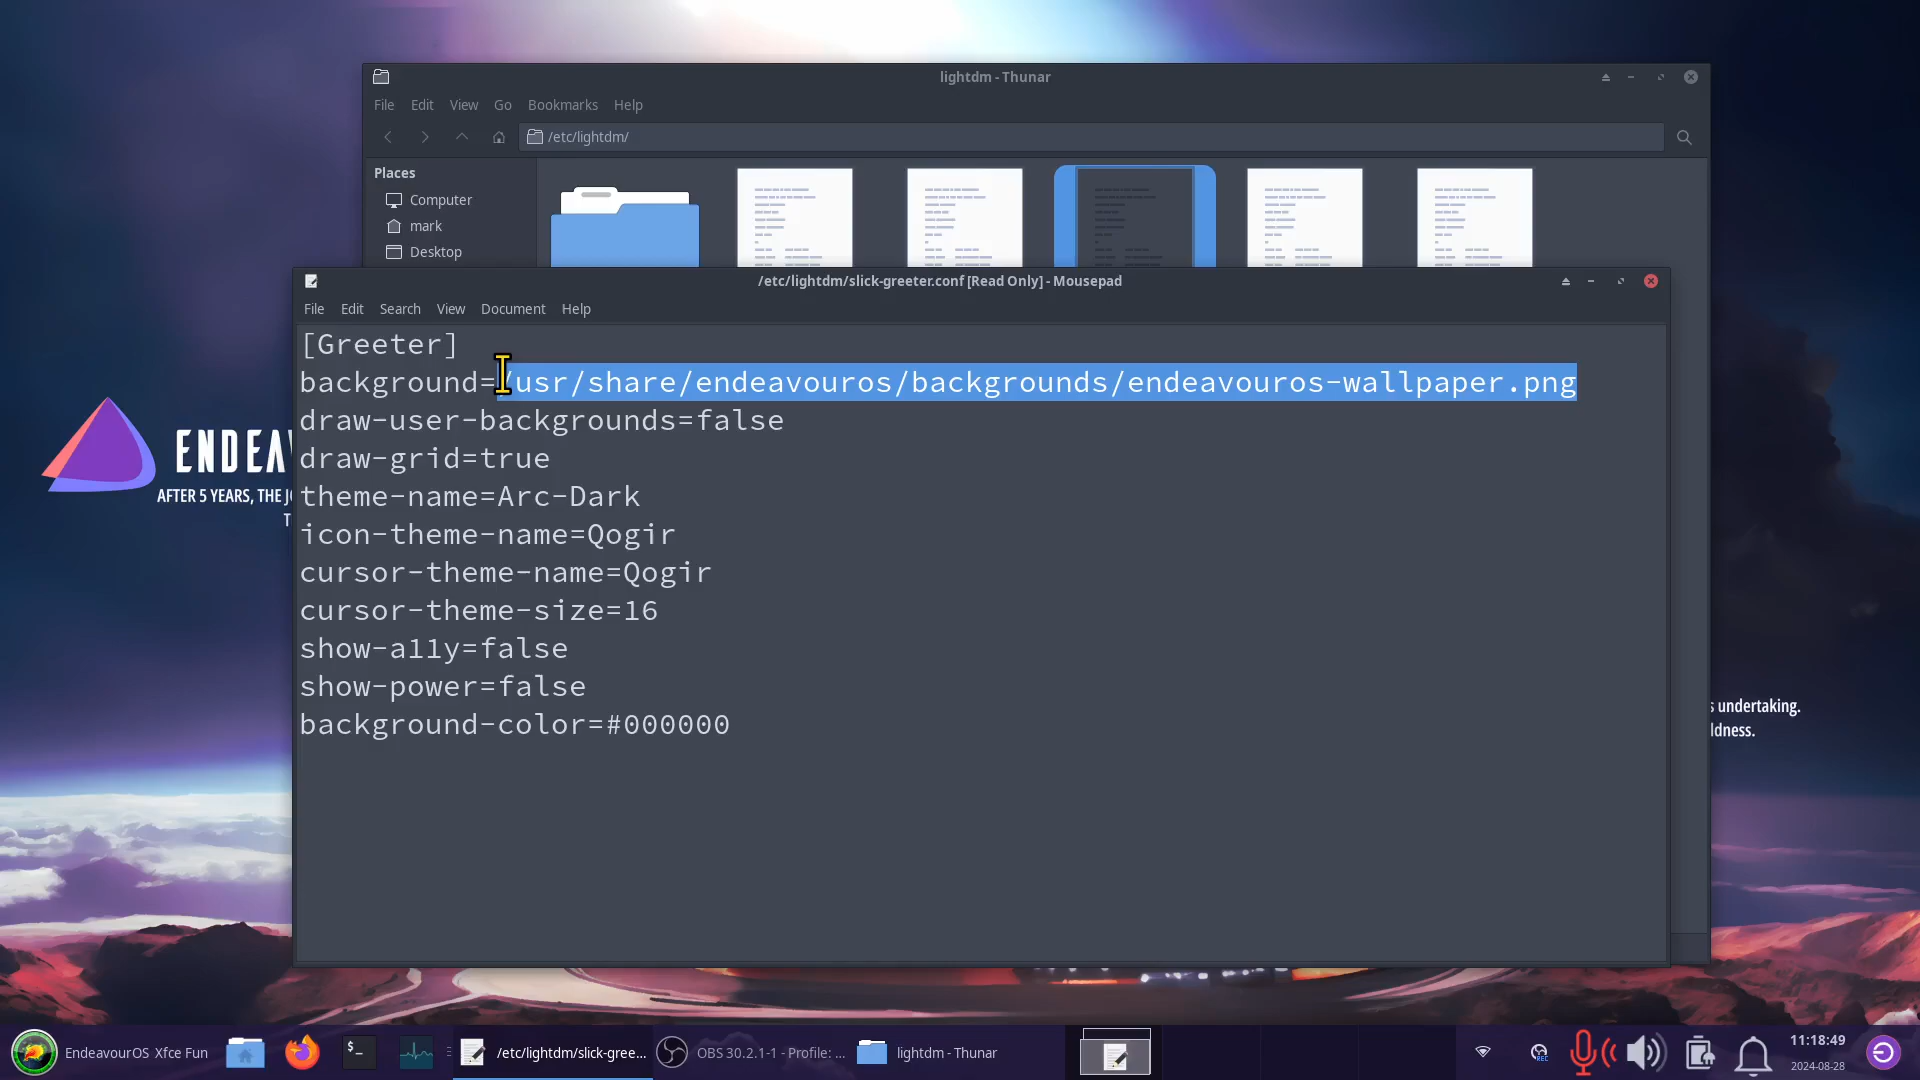 lightdm - Thunar
File Edit View Go Bookmarks Help
/etc/lightdm/
Places
Computer
mark
Desktop
/etc/lightdm/slick-greeter.conf [Read Only] - Mousepad
File Edit Search View Document Help
[Greeter]
background=/usr/share/endeavouros/backgrounds/endeavouros-wallpaper.png
draw-user-backgrounds=false
draw-grid=true
theme-name=Arc-Dark
icon-theme-name=Qogir
cursor-theme-name=Qogir
cursor-theme-size=16
show-a11y=false
show-power=false
background-color=#000000
ENDEA
AFTER 5 YEARS, THE
undertaking.
EndeavourOS Xfce Fun
$_
/etc/lightdm/slick-gree...
OBS 30.2.1-1 - Profile: ...
lightdm - Thunar
REC
11:18:49
2024-08-28